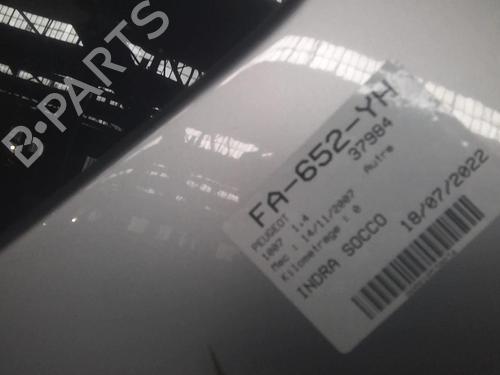 B-PARTS
FA-652-YH
37984
Autre
PEUGEOT
1007 1.4
Mec : 14/11/2007
Kilometrage : 0
INDRA SOCCO 18/07/2022